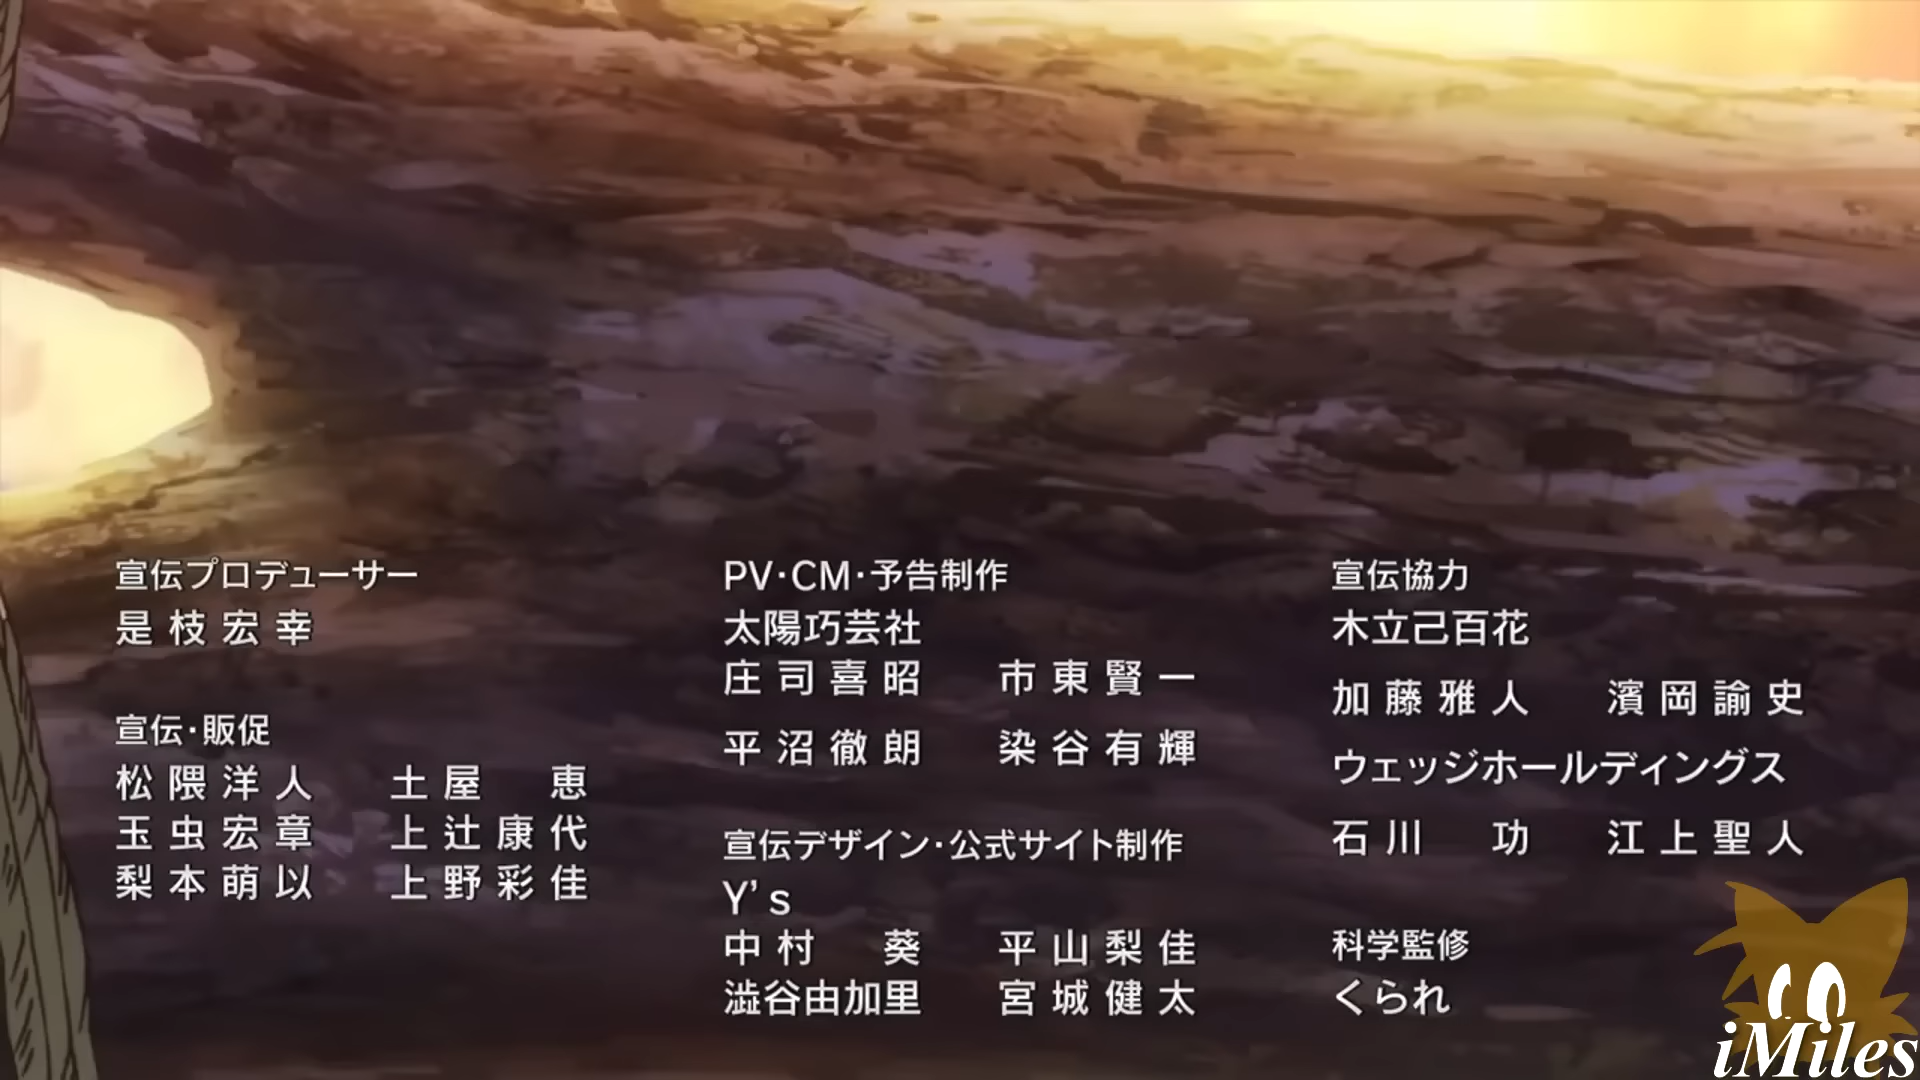 宣伝プロデューサー
是枝宏幸
宣伝・販促
松隈洋人 土屋 恵
玉虫宏章 上辻康代
梨本萌以 上野彩佳
PV・CM・予告制作
太陽巧芸社
庄司喜昭 市東賢一
平沼徹朗 染谷有輝
宣伝デザイン・公式サイト制作
Y's
中村 葵 平山梨佳
澁谷由加里 宮城健太
宣伝協力
木立己百花
加藤雅人 濱岡諭史
ウェッジホールディングス
石川 功 江上聖人
科学監修
くられ
iMiles